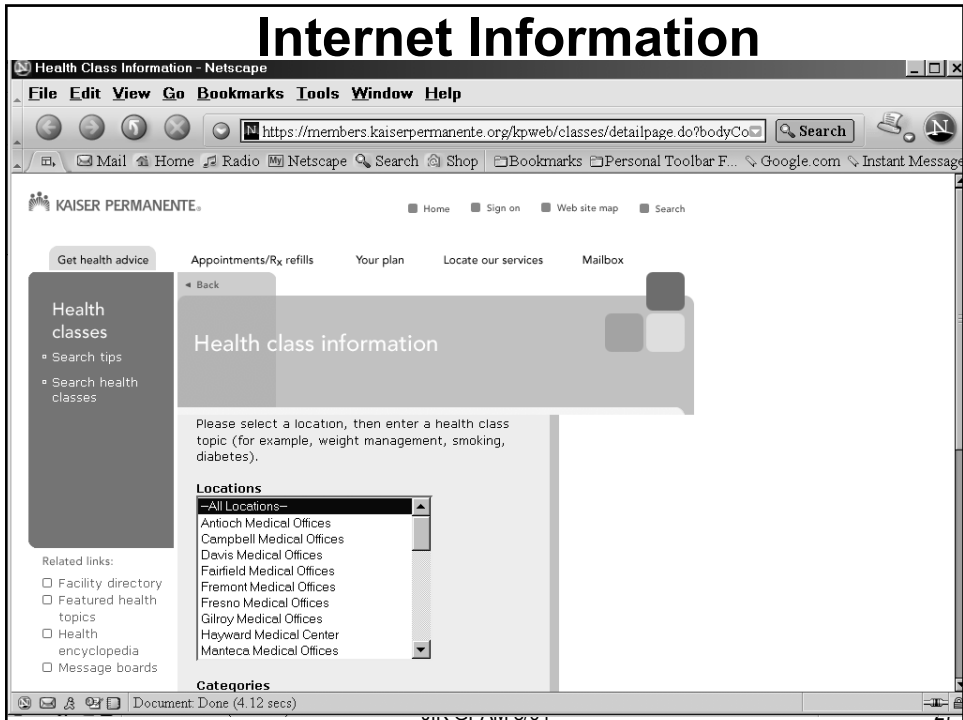 Internet Information
Health Class Information - Netscape
File Edit View Go Bookmarks Tools Window Help
https://members.kaiserpermanente.org/kpweb/classes/detailpage.do?bodyCo
Search
Mail Home Radio My Netscape Search Shop Bookmarks Personal Toolbar F... Google.com Instant Message
KAISER PERMANENTE®
Home Sign on Web site map Search
Get health advice Appointments/Rx refills Your plan Locate our services Mailbox
Back
Health
classes
Search tips
Search health
classes
Health class information
Please select a location, then enter a health class
topic (for example, weight management, smoking,
diabetes).
Locations
--All Locations--
Antioch Medical Offices
Campbell Medical Offices
Davis Medical Offices
Fairfield Medical Offices
Fremont Medical Offices
Fresno Medical Offices
Gilroy Medical Offices
Hayward Medical Center
Manteca Medical Offices
Categories
Related links:
Facility directory
Featured health
topics
Health
encyclopedia
Message boards
Document: Done (4.12 secs)
27